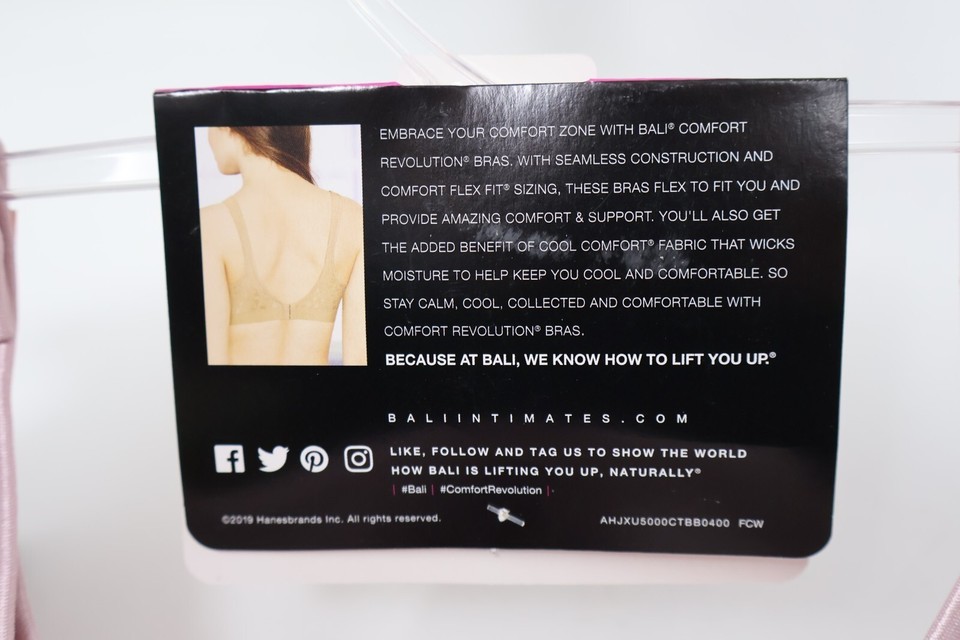 EMBRACE YOUR COMFORT ZONE WITH BALI® COMFORT
REVOLUTION® BRAS. WITH SEAMLESS CONSTRUCTION AND
COMFORT FLEX FIT® SIZING, THESE BRAS FLEX TO FIT YOU AND
PROVIDE AMAZING COMFORT & SUPPORT. YOU'LL ALSO GET
THE ADDED BENEFIT OF COOL COMFORT® FABRIC THAT WICKS
MOISTURE TO HELP KEEP YOU COOL AND COMFORTABLE. SO
STAY CALM, COOL, COLLECTED AND COMFORTABLE WITH
COMFORT REVOLUTION® BRAS.
BECAUSE AT BALI, WE KNOW HOW TO LIFT YOU UP.®
BALIINTIMATES.COM
LIKE, FOLLOW AND TAG US TO SHOW THE WORLD
HOW BALI IS LIFTING YOU UP, NATURALLY®
| #Bali | #ComfortRevolution |
©2019 Hanesbrands Inc. All rights reserved.
AHJXU5000CTBB0400 FCW